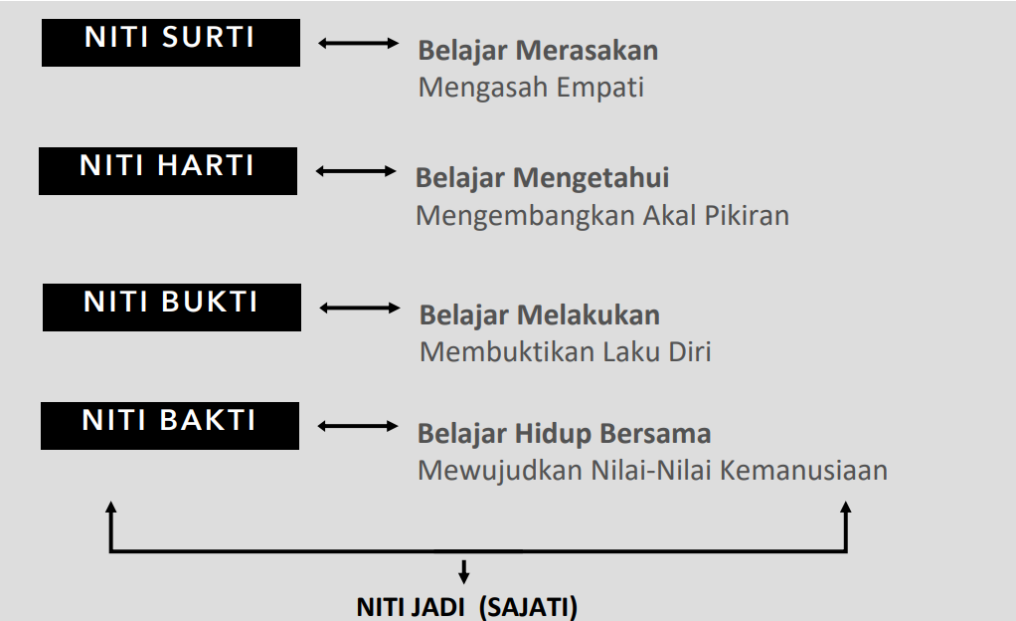 NITI SURTI
Belajar Merasakan
Mengasah Empati
NITI HARTI
Belajar Mengetahui
Mengembangkan Akal Pikiran
NITI BUKTI
Belajar Melakukan
Membuktikan Laku Diri
NITI BAKTI
Belajar Hidup Bersama
Mewujudkan Nilai-Nilai Kemanusiaan
NITI JADI (SAJATI)